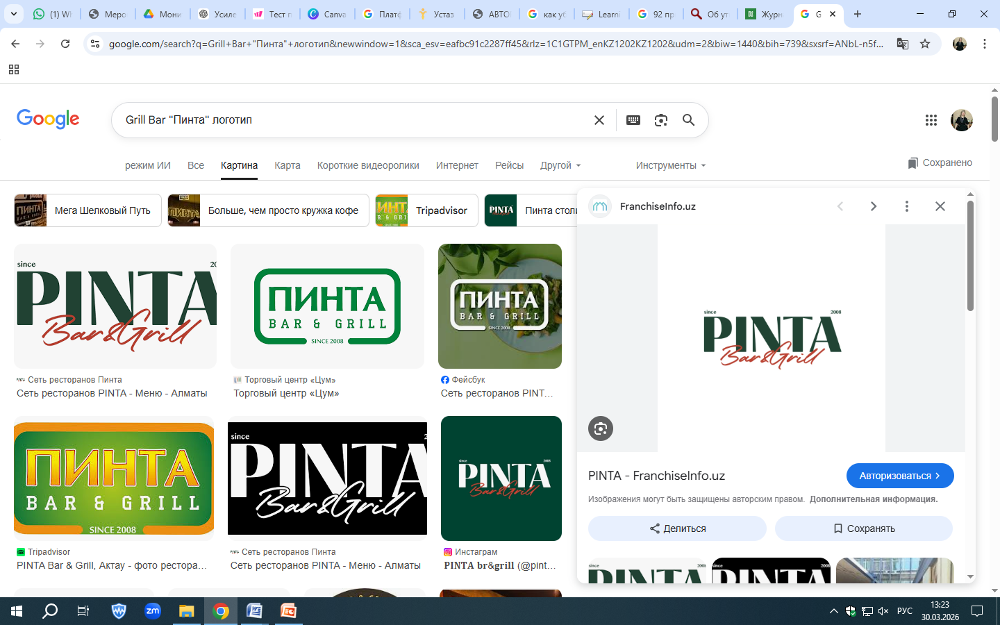 (1) Wh
Меро
Мони
Усиле
Тест п
Canva
Платф
Устаз
АВТО
как уб
Learni
92 пр
Об ут
Журн
G
google.com/search?q=Grill+Bar+"Пинта"+логотип&newwindow=1&sca_esv=eafbc91c2287ff45&rlz=1C1GTPM_enKZ1202KZ1202&udm=2&biw=1440&bih=739&sxsrf=ANbL-n5f...
Google
Grill Bar "Пинта" логотип
режим ИИ Все Картина Карта Короткие видеоролики Интернет Рейсы Другой Инструменты Сохранено
Мега Шелковый Путь
Больше, чем просто кружка кофе
Tripadvisor
Пинта столи
FranchiseInfo.uz
since 20
PINTA
Bar&Grill
ПИНТА
BAR & GRILL
SINCE 2008
ПИНТА
BAR & GRILL
SINCE 2008
since 2008
PINTA
Bar&Grill
Сеть ресторанов Пинта
Сеть ресторанов PINTA - Меню - Алматы
Торговый центр «Цум»
Торговый центр «Цум»
Фейсбук
Сеть ресторанов PINT...
ПИНТА
BAR & GRILL
SINCE 2008
since 2
PINTA
Bar&Grill
since 2008
PINTA
Bar&Grill
PINTA - FranchiseInfo.uz
Авторизоваться
Изображения могут быть защищены авторским правом. Дополнительная информация.
Делиться
Сохранять
Tripadvisor
PINTA Bar & Grill, Актау - фото рестора...
Сеть ресторанов Пинта
Сеть ресторанов PINTA - Меню - Алматы
Инстаграм
PINTA br&grill (@pint...
РУС
13:23
30.03.2026